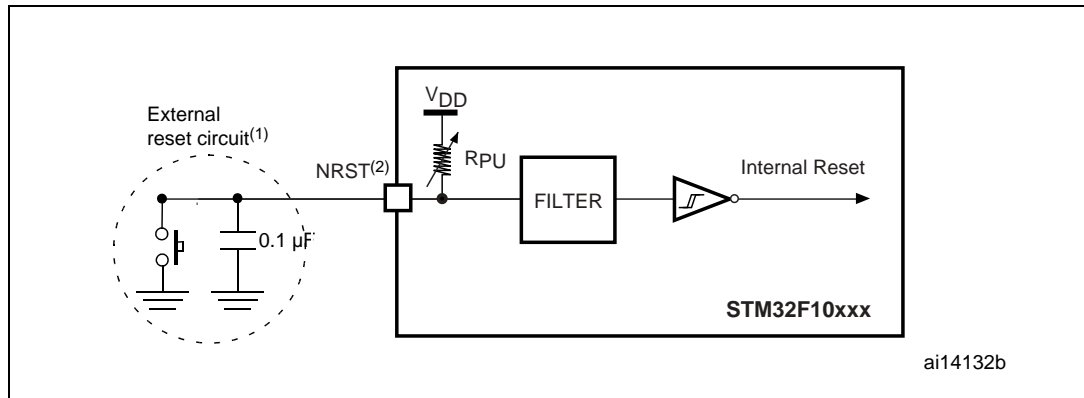 External
reset circuit(1)
NRST(2)
VDD
RPU
FILTER
Internal Reset
0.1 µF
STM32F10xxx
ai14132b